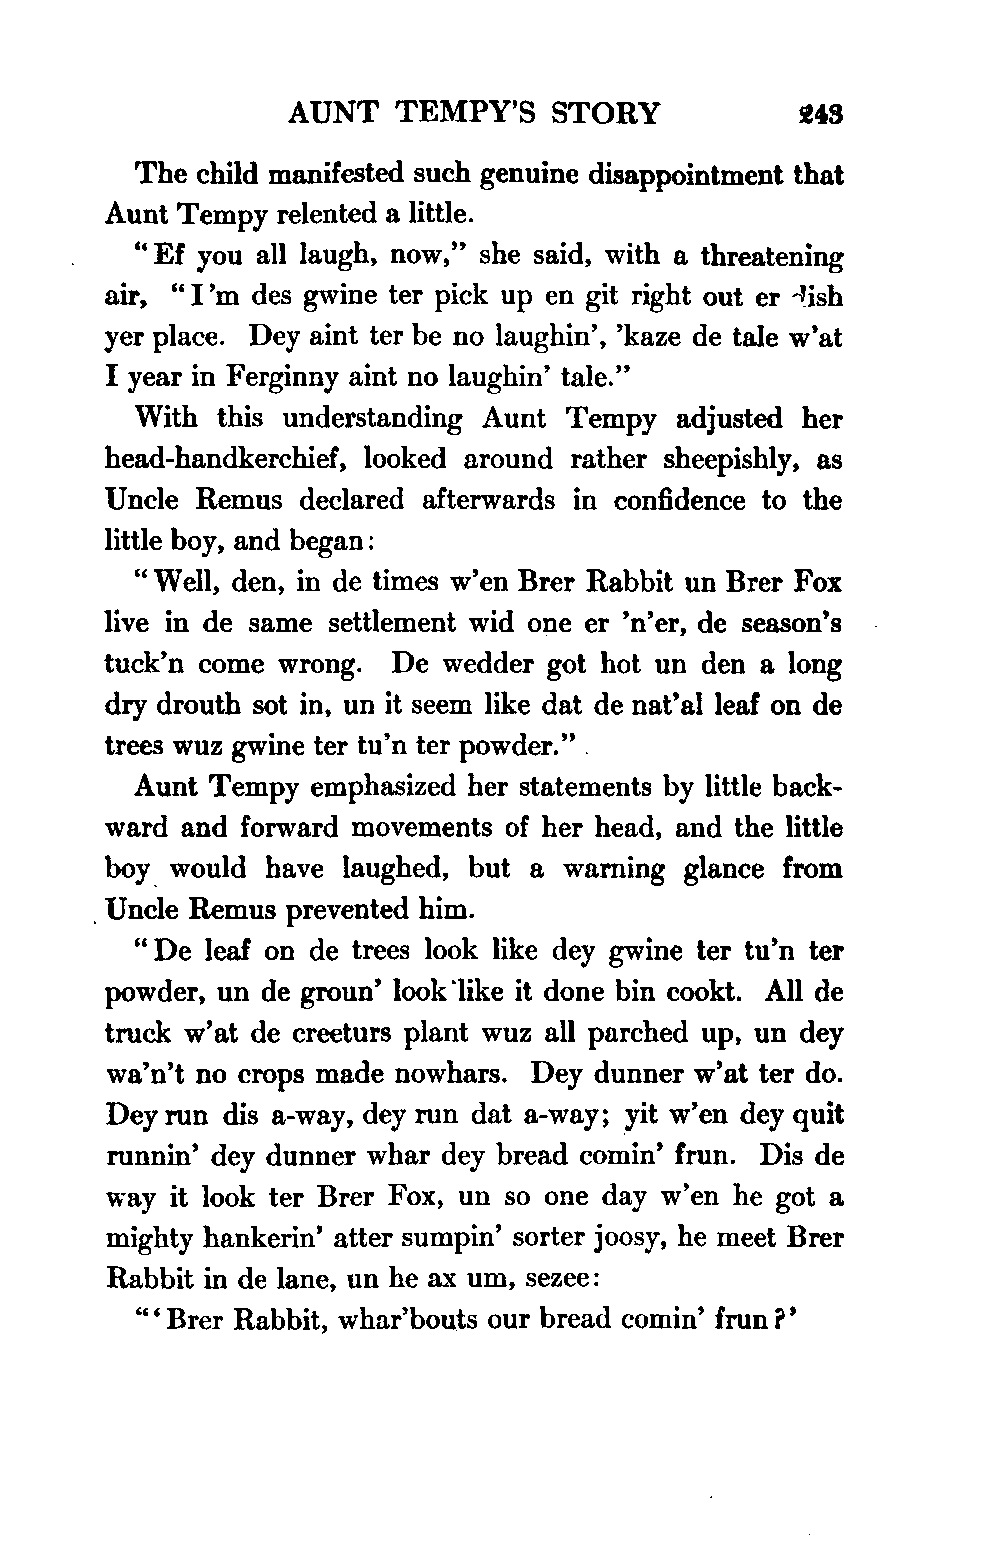 AUNT TEMPY'S STORY 243
The child manifested such genuine disappointment that
Aunt Tempy relented a little.
"Ef you all laugh, now," she said, with a threatening
air, "I'm des gwine ter pick up en git right out er dish
yer place. Dey aint ter be no laughin', 'kaze de tale w'at
I year in Ferginny aint no laughin' tale."
With this understanding Aunt Tempy adjusted her
head-handkerchief, looked around rather sheepishly, as
Uncle Remus declared afterwards in confidence to the
little boy, and began:
"Well, den, in de times w'en Brer Rabbit un Brer Fox
live in de same settlement wid one er 'n'er, de season's
tuck'n come wrong. De wedder got hot un den a long
dry drouth sot in, un it seem like dat de nat'al leaf on de
trees wuz gwine ter tu'n ter powder."
Aunt Tempy emphasized her statements by little back-
ward and forward movements of her head, and the little
boy would have laughed, but a warning glance from
Uncle Remus prevented him.
"De leaf on de trees look like dey gwine ter tu'n ter
powder, un de groun' look like it done bin cookt. All de
truck w'at de creeturs plant wuz all parched up, un dey
wa'n't no crops made nowhars. Dey dunner w'at ter do.
Dey run dis a-way, dey run dat a-way; yit w'en dey quit
runnin' dey dunner whar dey bread comin' frun. Dis de
way it look ter Brer Fox, un so one day w'en he got a
mighty hankerin' atter sumpin' sorter joosy, he meet Brer
Rabbit in de lane, un he ax um, sezee:
"'Brer Rabbit, whar'bouts our bread comin' frun?'